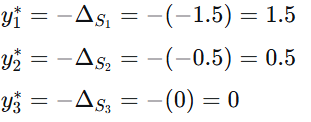 y₁* = −Δ_{S₁} = −(−1.5) = 1.5
y₂* = −Δ_{S₂} = −(−0.5) = 0.5
y₃* = −Δ_{S₃} = −(0) = 0